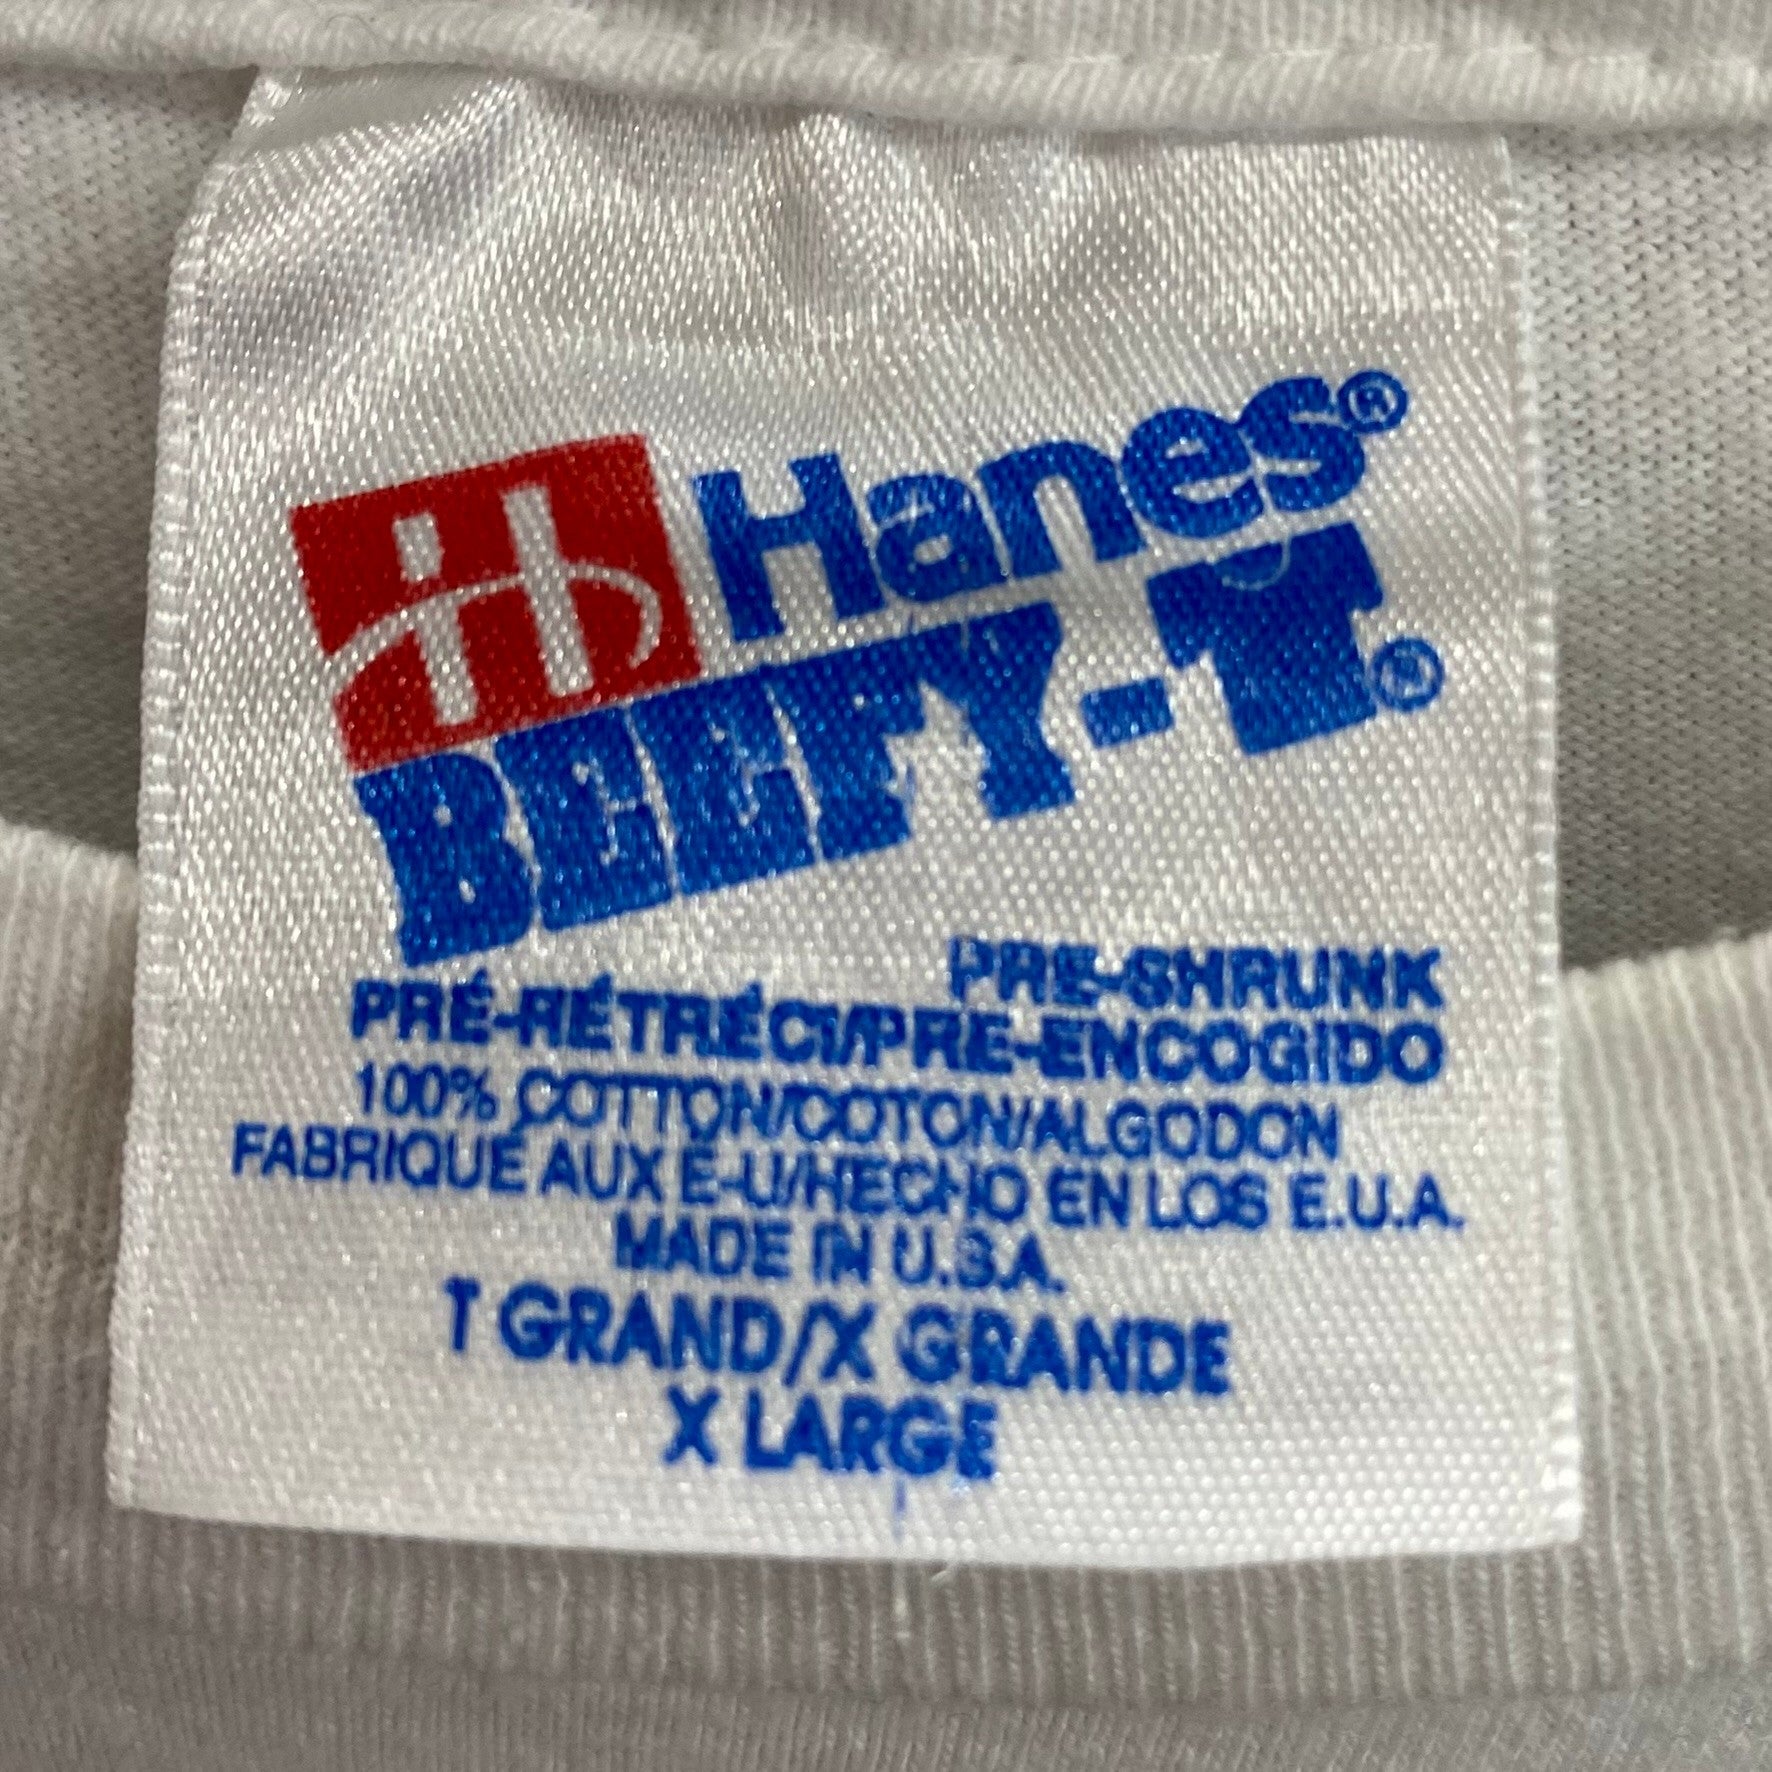 Hanes®
BEEFY-T.®
PRE-SHRUNK
PRÉ-RÉTRÉCI/PRE-ENCOGIDO
100% COTTON/COTON/ALGODON
FABRIQUÉ AUX E-U/HECHO EN LOS E.U.A.
MADE IN U.S.A.
T GRAND/X GRANDE
X LARGE